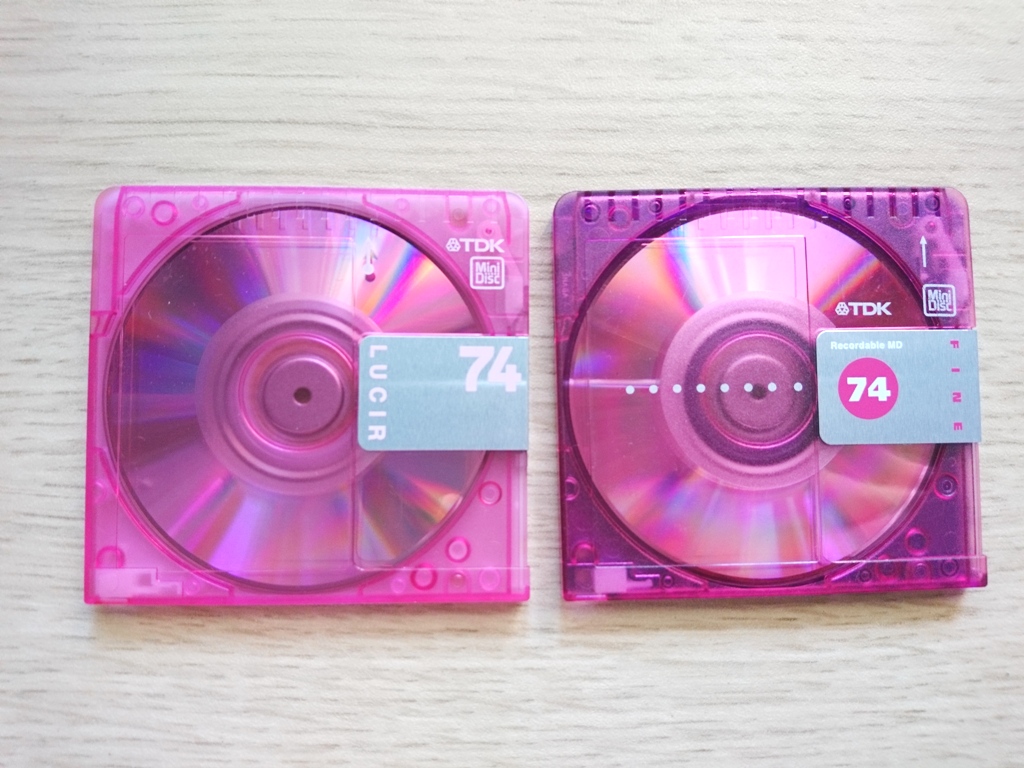 TDK
Mini
Disc
74
LUCIR
Mini
Disc
TDK
Recordable MD
74
FINE